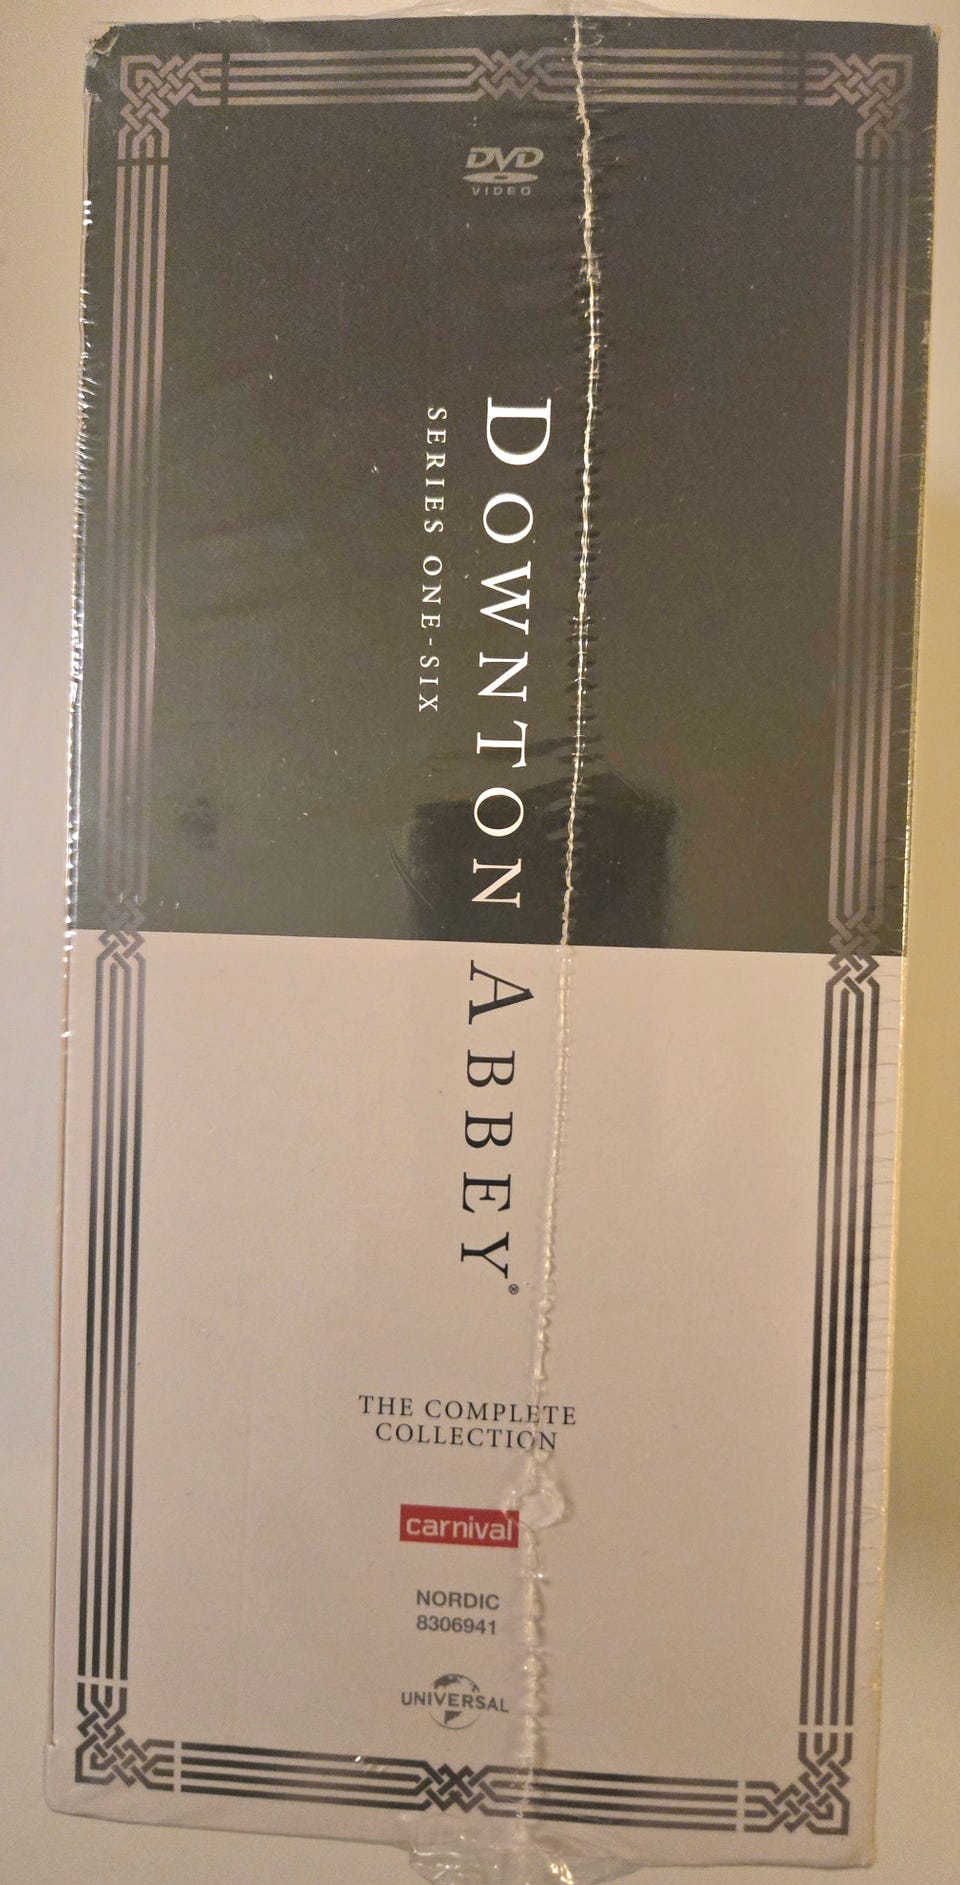 DVD
VIDEO
DOWNTON ABBEY®
SERIES ONE-SIX
THE COMPLETE
COLLECTION
carnival
NORDIC
8306941
UNIVERSAL